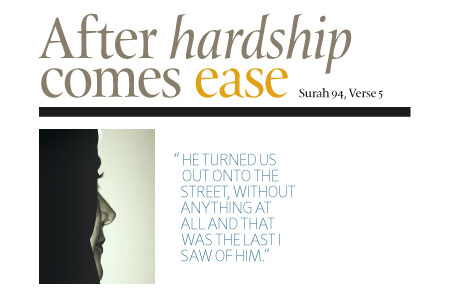 After hardship
comes ease Surah 94, Verse 5
“ HE TURNED US
OUT ONTO THE
STREET, WITHOUT
ANYTHING AT
ALL AND THAT
WAS THE LAST I
SAW OF HIM.”